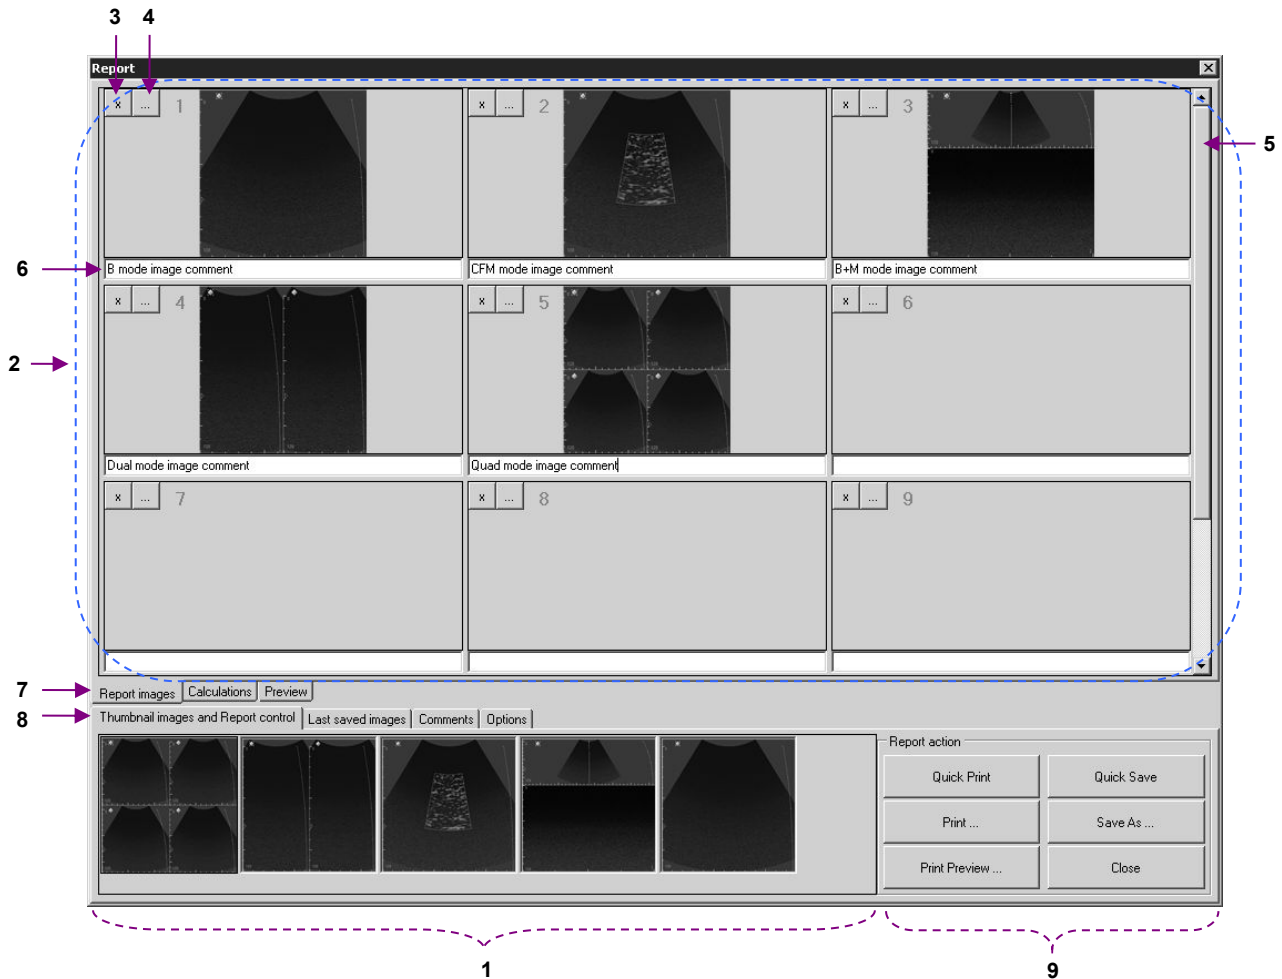 3 4
Report
x ... 1
x ... 2
x ... 3
5
6
B mode image comment
CFM mode image comment
B+M mode image comment
x ... 4
x ... 5
x ... 6
2
Dual mode image comment
Quad mode image comment
x ... 7
x ... 8
x ... 9
7
Report images Calculations Preview
8
Thumbnail images and Report control Last saved images Comments Options
Report action
Quick Print Quick Save
Print ... Save As ...
Print Preview ... Close
1 9